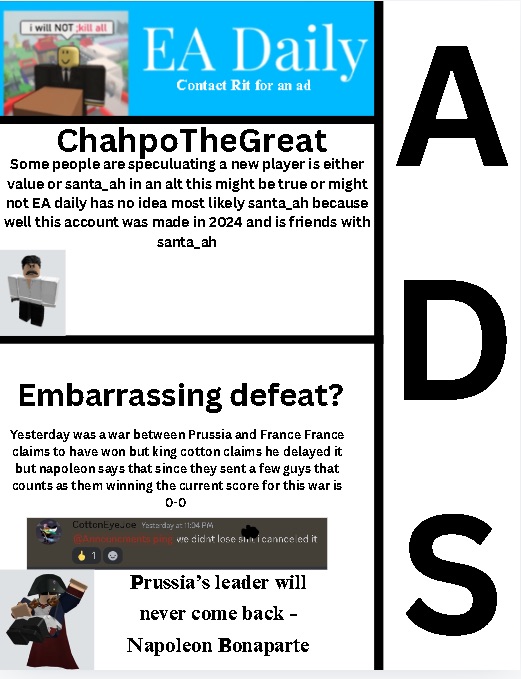 i will NOT ;kill all
EA Daily
Contact Rit for an ad
ChahpoTheGreat
Some people are speculuating a new player is either
value or santa_ah in an alt this might be true or might
not EA daily has no idea most likely santa_ah because
well this account was made in 2024 and is friends with
santa_ah
Embarrassing defeat?
Yesterday was a war between Prussia and France France
claims to have won but king cotton claims he delayed it
but napoleon says that since they sent a few guys that
counts as them winning the current score for this war is
0-0
CottonEye_Joe Yesterday at 11:04 PM
@Announcements ping we didnt lose i cannceled it
1
Prussia's leader will
never come back -
Napoleon Bonaparte
A
D
S